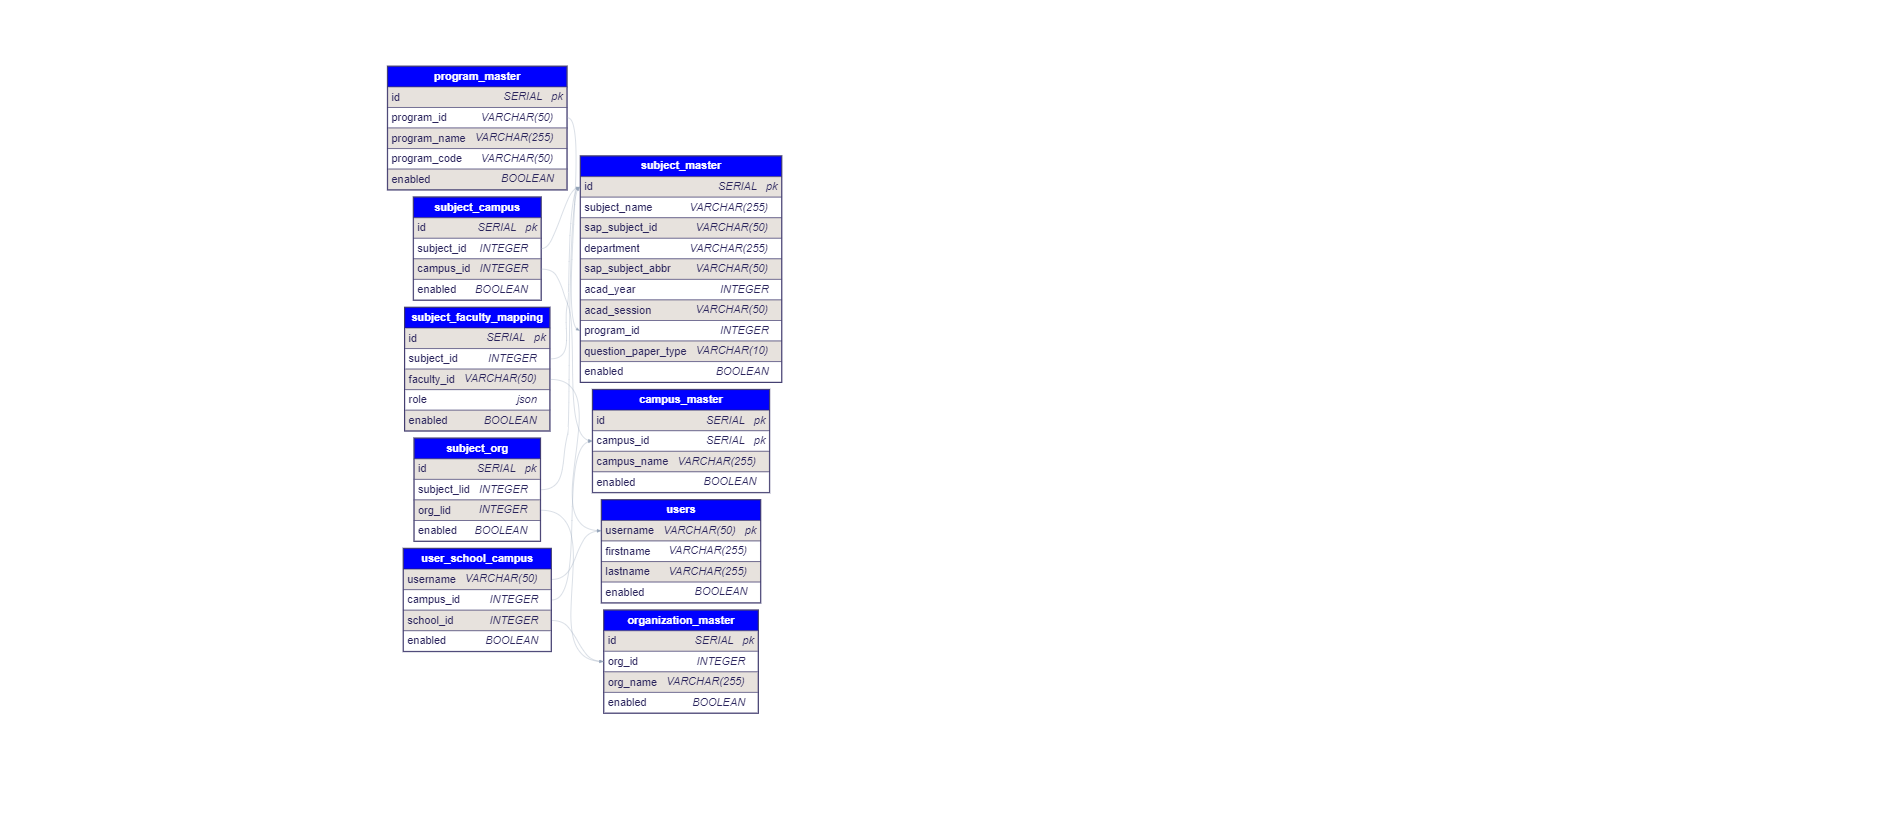 program_master
id SERIAL pk
program_id VARCHAR(50)
program_name VARCHAR(255)
program_code VARCHAR(50)
enabled BOOLEAN
subject_campus
id SERIAL pk
subject_id INTEGER
campus_id INTEGER
enabled BOOLEAN
subject_faculty_mapping
id SERIAL pk
subject_id INTEGER
faculty_id VARCHAR(50)
role json
enabled BOOLEAN
subject_org
id SERIAL pk
subject_lid INTEGER
org_lid INTEGER
enabled BOOLEAN
user_school_campus
username VARCHAR(50)
campus_id INTEGER
school_id INTEGER
enabled BOOLEAN
subject_master
id SERIAL pk
subject_name VARCHAR(255)
sap_subject_id VARCHAR(50)
department VARCHAR(255)
sap_subject_abbr VARCHAR(50)
acad_year INTEGER
acad_session VARCHAR(50)
program_id INTEGER
question_paper_type VARCHAR(10)
enabled BOOLEAN
campus_master
id SERIAL pk
campus_id SERIAL pk
campus_name VARCHAR(255)
enabled BOOLEAN
users
username VARCHAR(50) pk
firstname VARCHAR(255)
lastname VARCHAR(255)
enabled BOOLEAN
organization_master
id SERIAL pk
org_id INTEGER
org_name VARCHAR(255)
enabled BOOLEAN